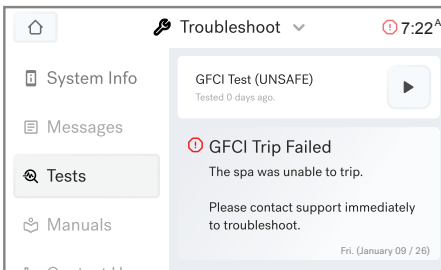 Troubleshoot
7:22 A
System Info
Messages
Tests
Manuals
GFCI Test (UNSAFE)
Tested 0 days ago.
GFCI Trip Failed
The spa was unable to trip.
Please contact support immediately
to troubleshoot.
Fri. (January 09 / 26)